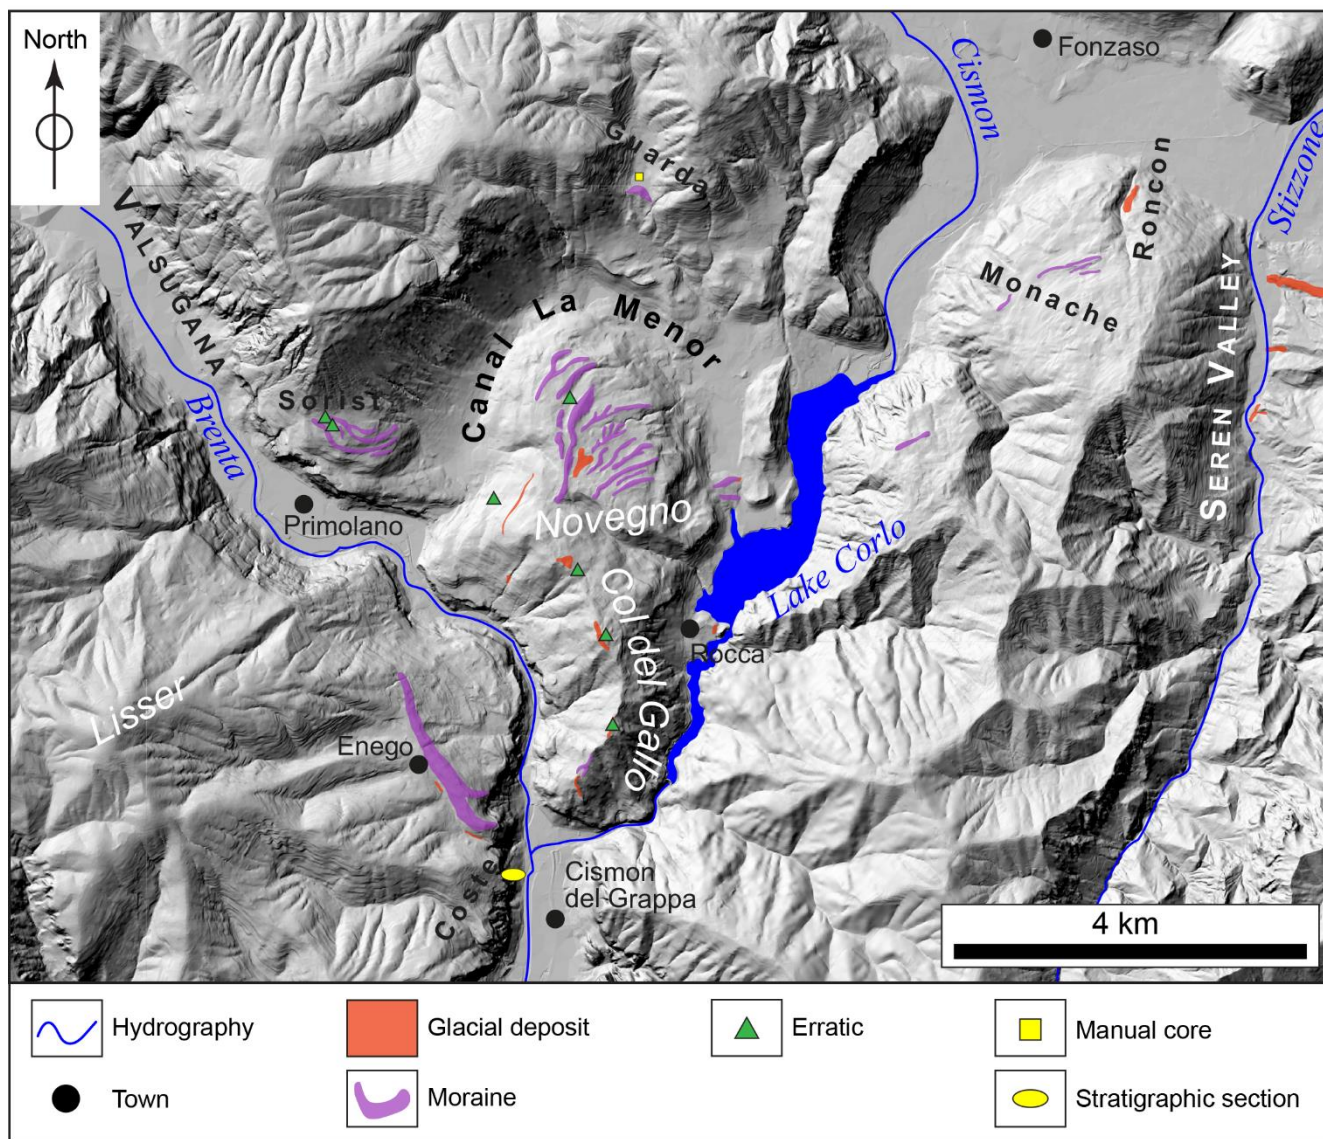 North
Fonzaso
Cismon
Guarda
Roncon
Stizzone
VALSUGANA
Monache
Canal La Menor
SEREN VALLEY
Sorist
Brenta
Primolano
Novegno
Lake Corlo
Col del Gallo
Rocca
Lisser
Enego
Coste
Cismon
del Grappa
4 km
Hydrography
Glacial deposit
Erratic
Manual core
Town
Moraine
Stratigraphic section